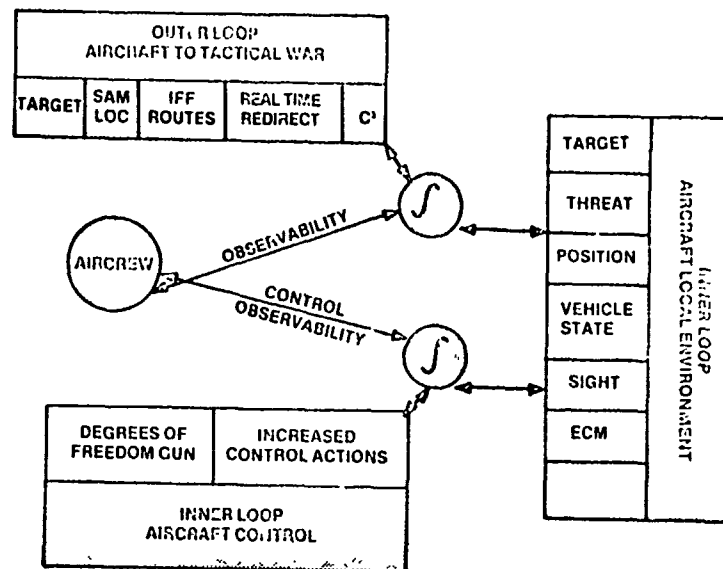 OUTER LOOP
AIRCRAFT TO TACTICAL WAR
TARGET
SAM
LOC
IFF
ROUTES
REAL TIME
REDIRECT
C³
∫
OBSERVABILITY
AIRCREW
CONTROL
OBSERVABILITY
∫
DEGREES OF
FREEDOM GUN
INCREASED
CONTROL ACTIONS
INNER LOOP
AIRCRAFT CONTROL
TARGET
THREAT
POSITION
VEHICLE
STATE
SIGHT
ECM
INNER LOOP
AIRCRAFT LOCAL ENVIRONMENT